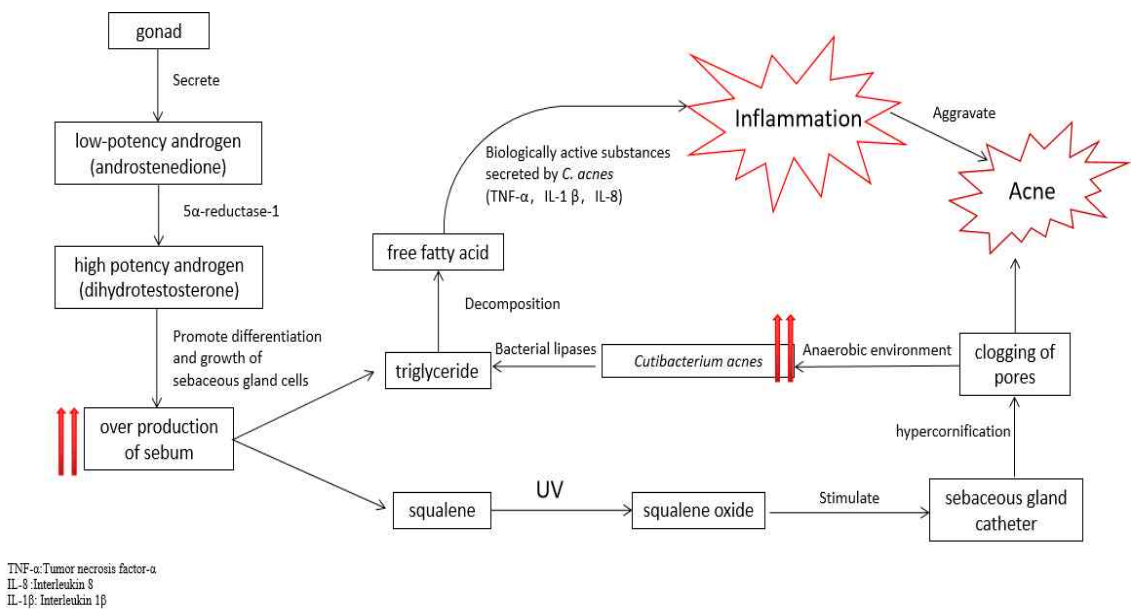 gonad
Secrete
low-potency androgen
(androstenedione)
5α-reductase-1
high potency androgen
(dihydrotestosterone)
Promote differentiation
and growth of
sebaceous gland cells
over production
of sebum
triglyceride
Decomposition
free fatty acid
Biologically active substances
secreted by C. acnes
(TNF-α, IL-1 β, IL-8)
Inflammation
Aggravate
Acne
Bacterial lipases
Cutibacterium acnes
Anaerobic environment
clogging of
pores
hypercornification
squalene
UV
squalene oxide
Stimulate
sebaceous gland
catheter
TNF-α:Tumor necrosis factor-α
IL-8 :Interleukin 8
IL-1β: Interleukin 1β